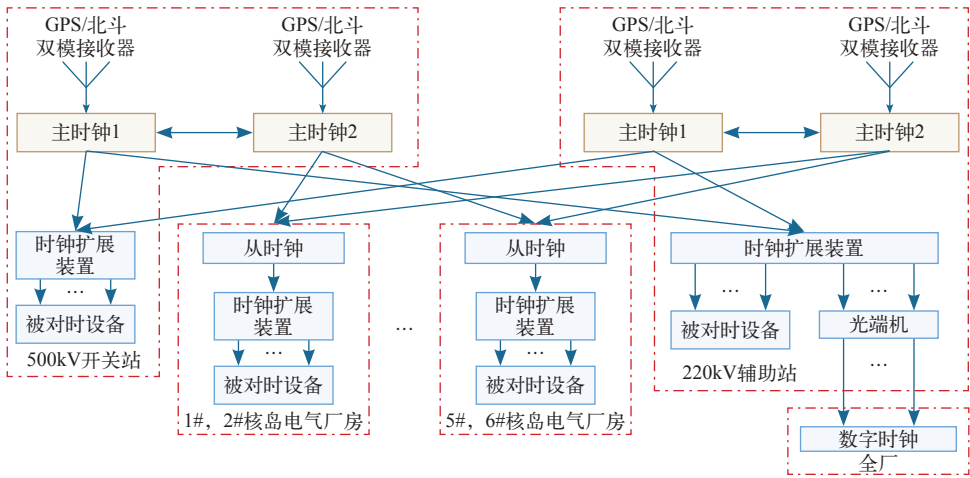 GPS/北斗
双模接收器
GPS/北斗
双模接收器
GPS/北斗
双模接收器
GPS/北斗
双模接收器
主时钟1
主时钟2
主时钟1
主时钟2
时钟扩展
装置
...
被对时设备
500kV开关站
从时钟
时钟扩展
装置
...
被对时设备
1#，2#核岛电气厂房
...
从时钟
时钟扩展
装置
...
被对时设备
5#，6#核岛电气厂房
时钟扩展装置
...
...
被对时设备
光端机
220kV辅助站
...
数字时钟
全厂